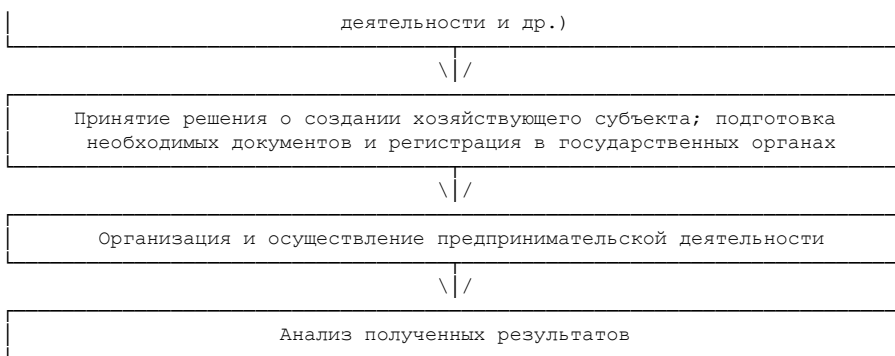 деятельности и др.)
Принятие решения о создании хозяйствующего субъекта; подготовка
необходимых документов и регистрация в государственных органах
Организация и осуществление предпринимательской деятельности
Анализ полученных результатов